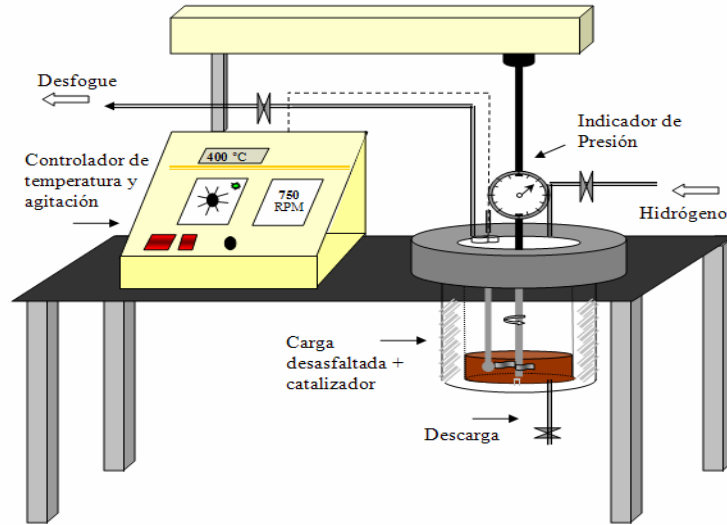 Desfogue
Indicador de
Presión
Controlador de
temperatura y
agitación
400 °C
750
RPM
Hidrógeno
Carga
desasfaltada +
catalizador
Descarga